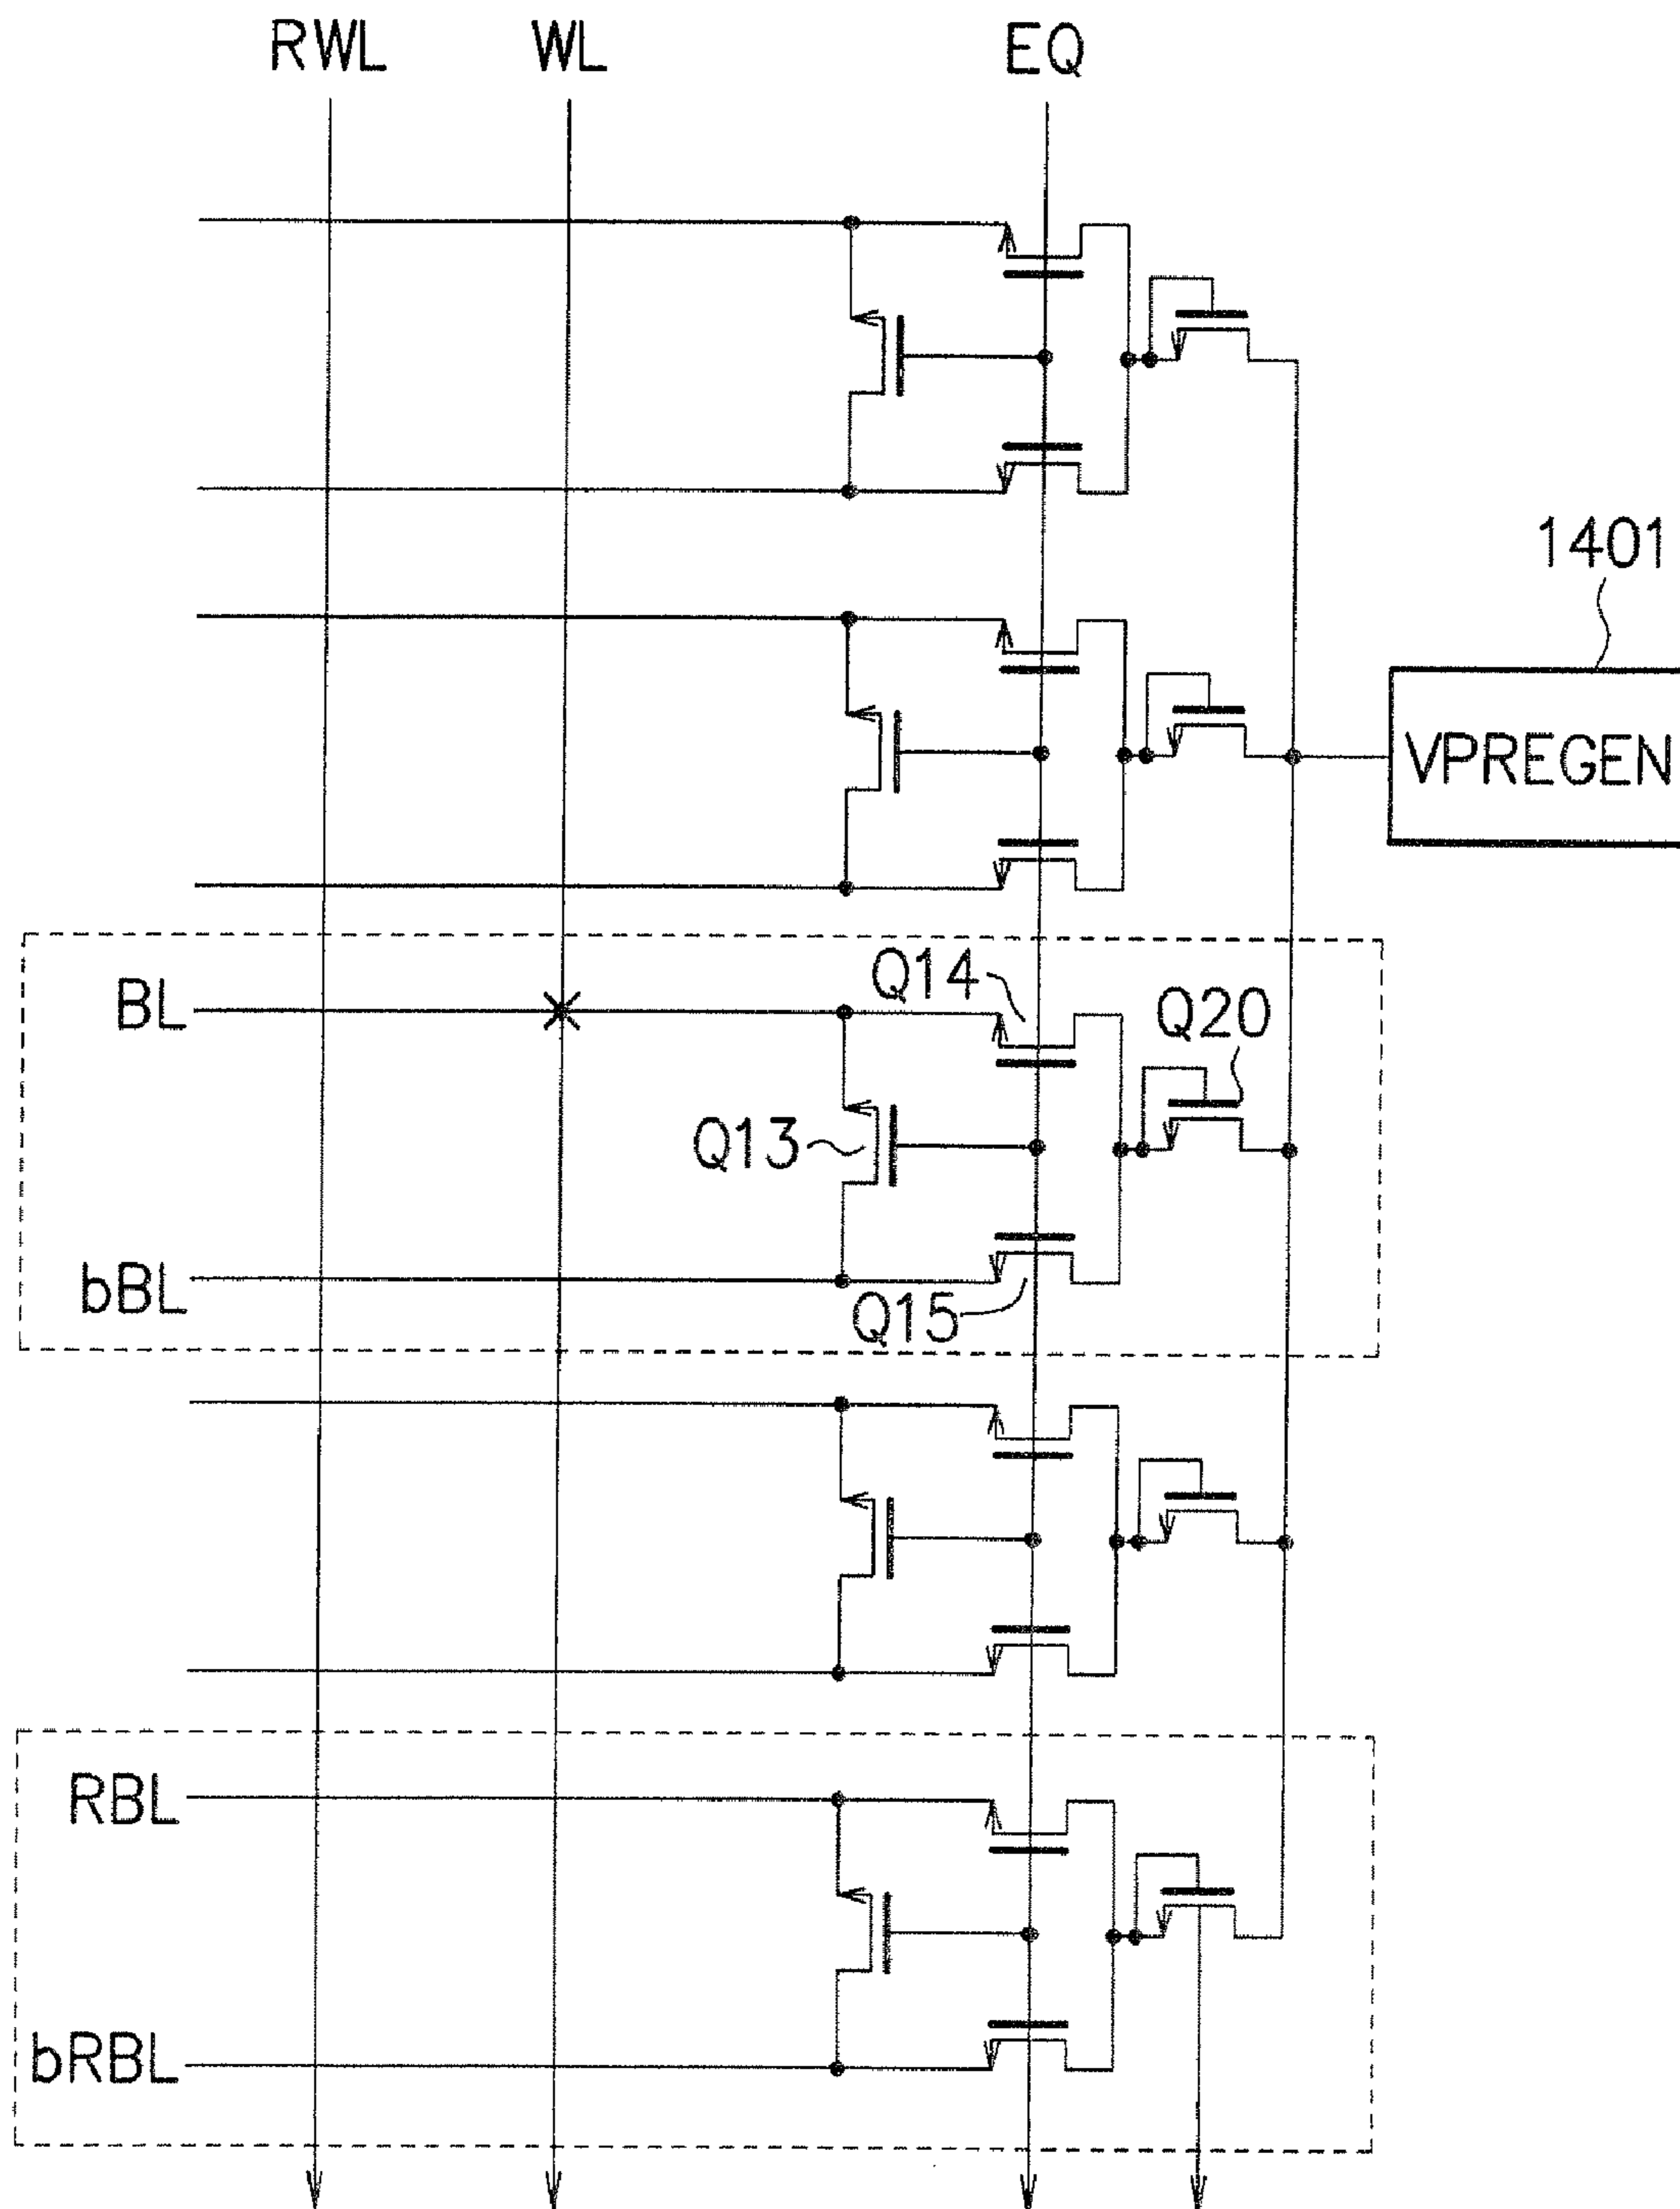 RWL WL EQ
1401
VPREGEN
Q14
BL
Q20
Q13
bBL
Q15
RBL
bRBL